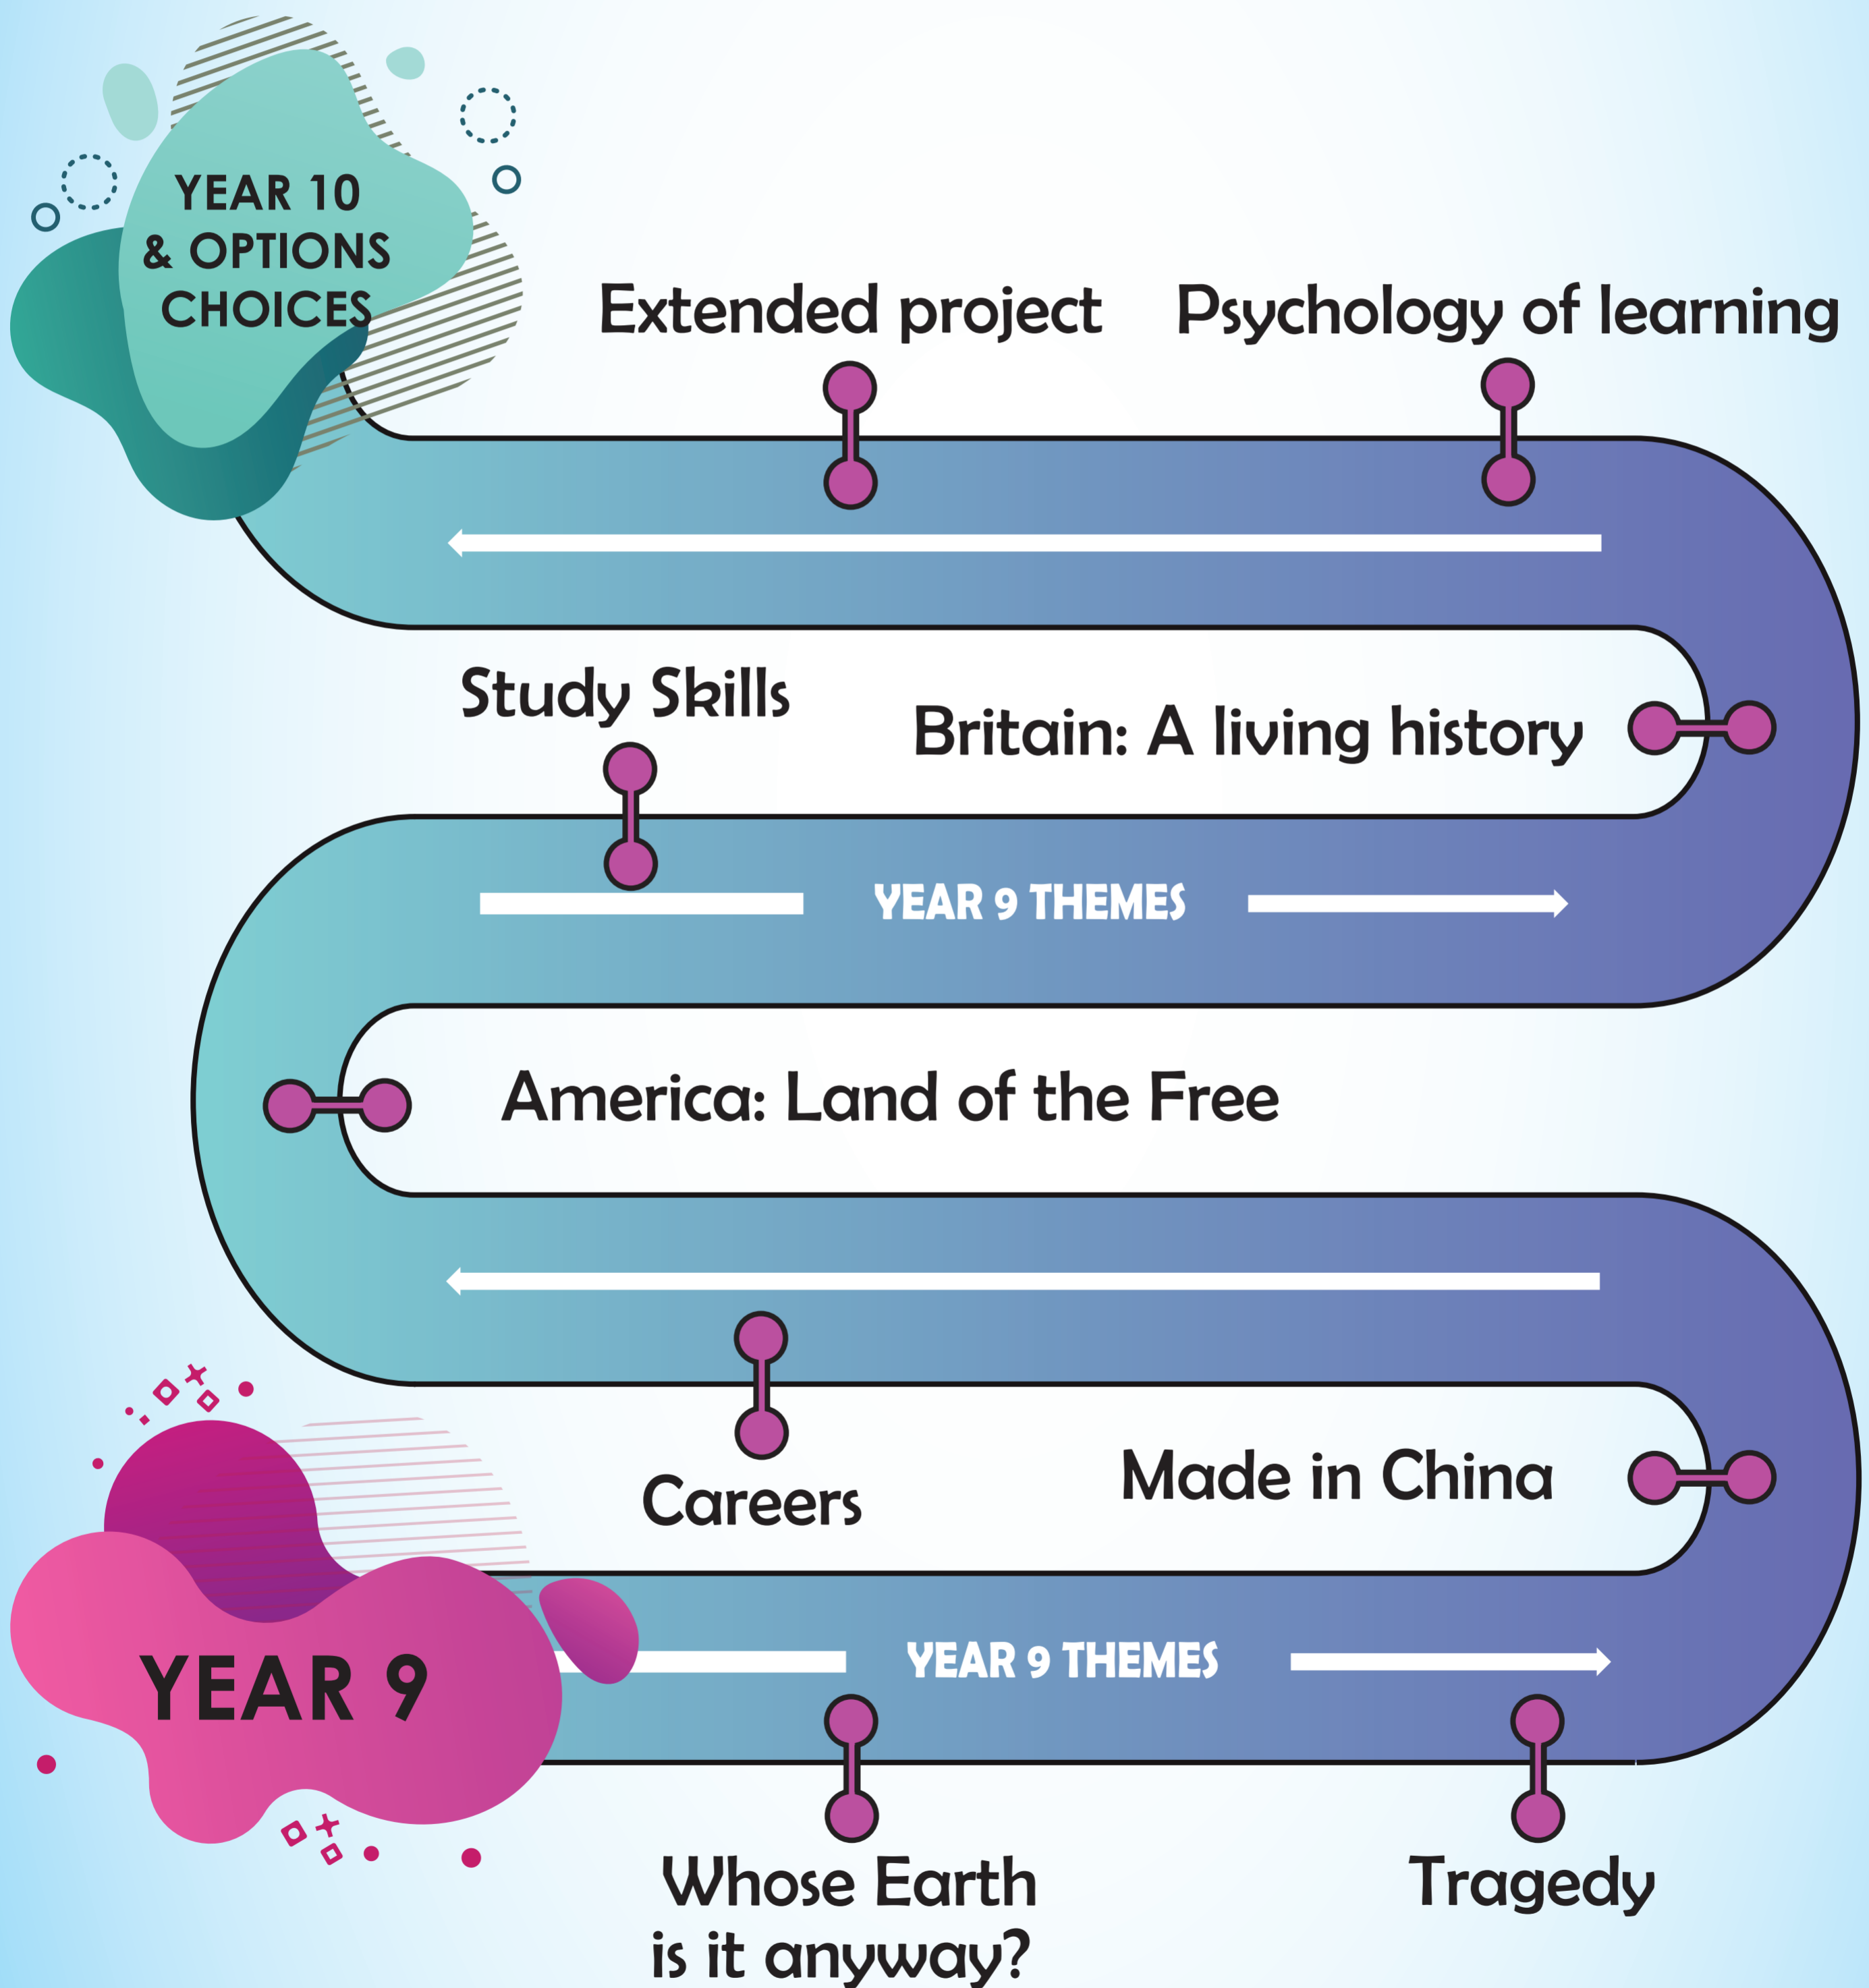 YEAR 10
& OPTIONS
CHOICES
Extended project
Psychology of learning
Study Skills
Britain: A living history
YEAR 9 THEMES
America: Land of the Free
Careers
Made in China
YEAR 9
YEAR 9 THEMES
Whose Earth
is it anyway?
Tragedy